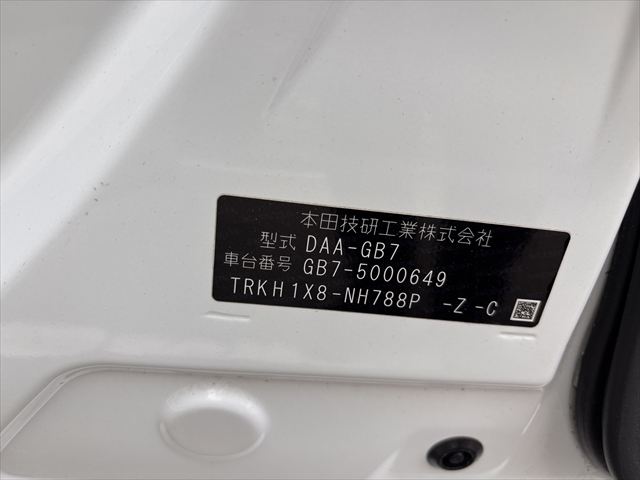 本田技研工業株式会社
型式 DAA-GB7
車台番号 GB7-5000649
TRKH1X8-NH788P -Z -C